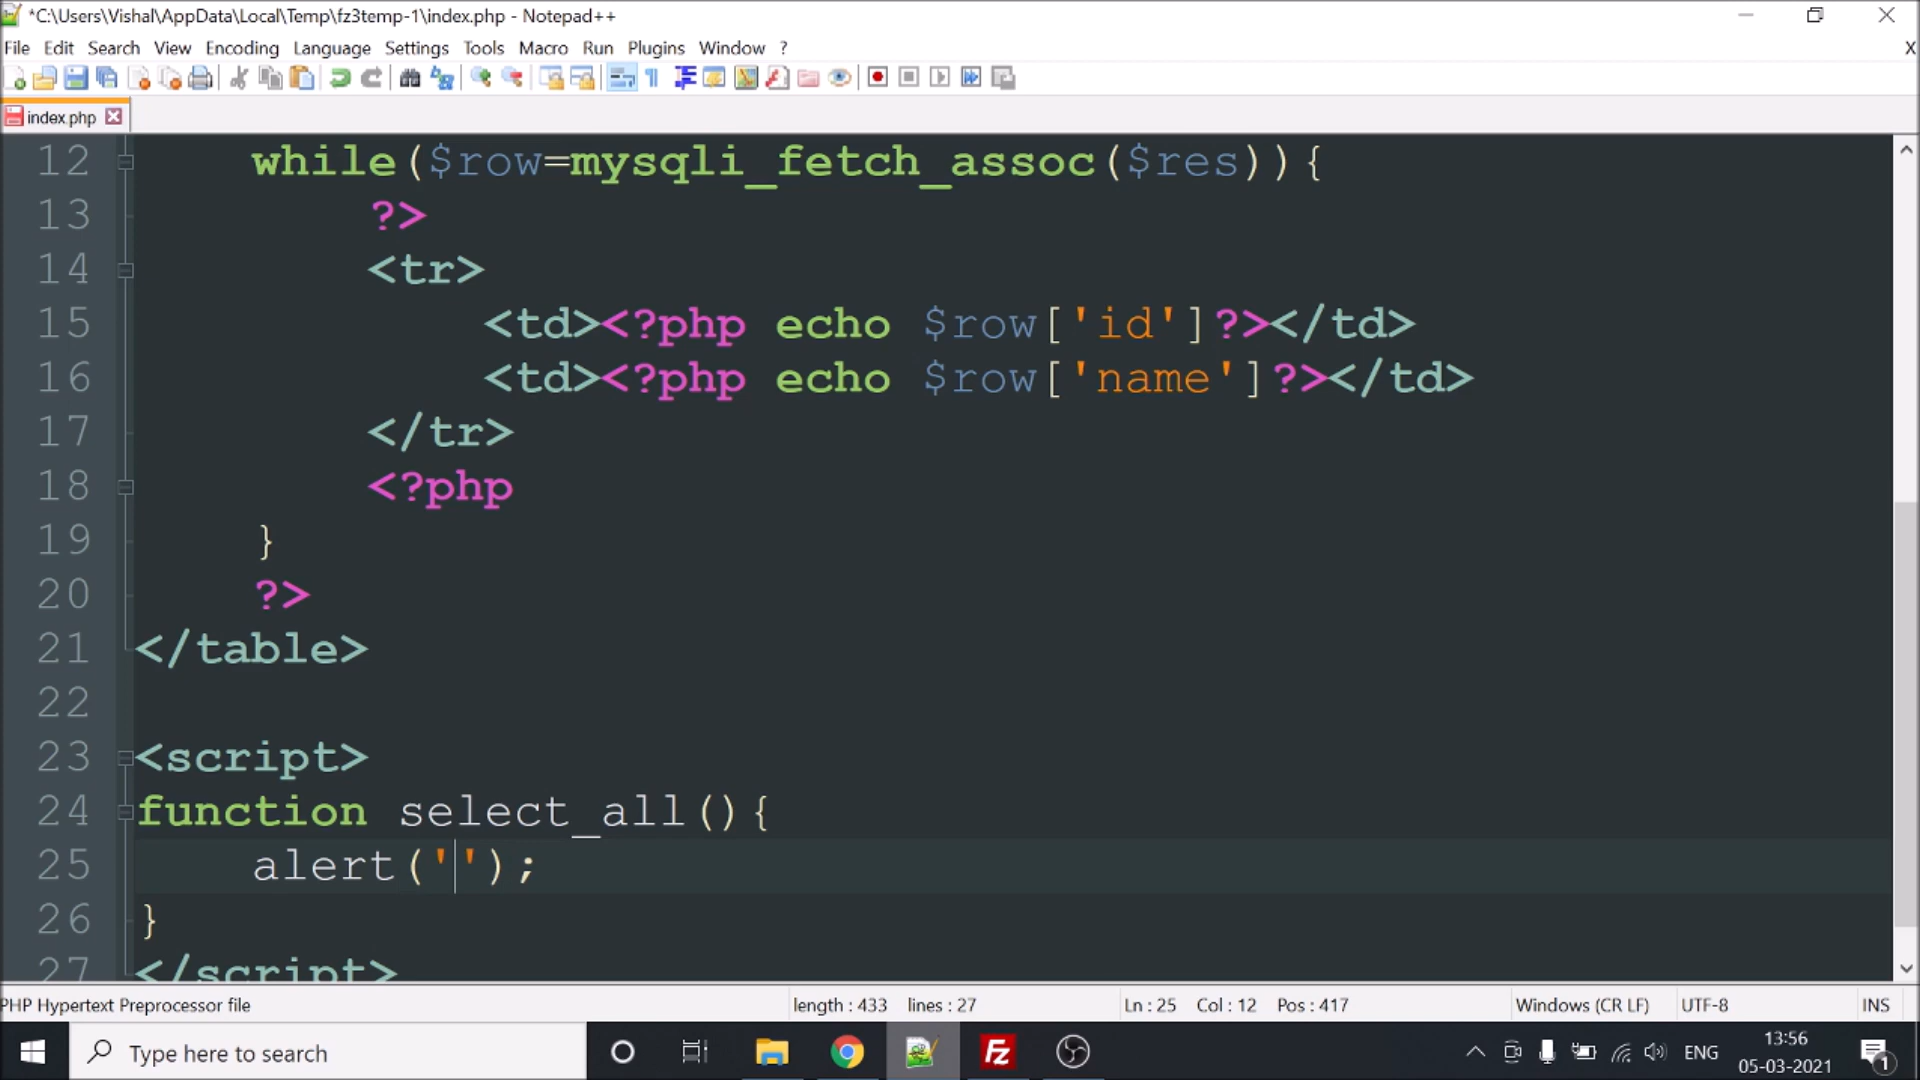 *C:\Users\Vishal\AppData\Local\Temp\fz3temp-1\index.php - Notepad++
File Edit Search View Encoding Language Settings Tools Macro Run Plugins Window ? X
index.php
12 while($row=mysqli_fetch_assoc($res)){
13 ?>
14 <tr>
15 <td><?php echo $row['id']?></td>
16 <td><?php echo $row['name']?></td>
17 </tr>
18 <?php
19 }
20 ?>
21 </table>
22
23 <script>
24 function select_all(){
25 alert('');
26 }
27 </script>
PHP Hypertext Preprocessor file length : 433 lines : 27 Ln : 25 Col : 12 Pos : 417 Windows (CR LF) UTF-8 INS
Type here to search
ENG
13:56
05-03-2021
1